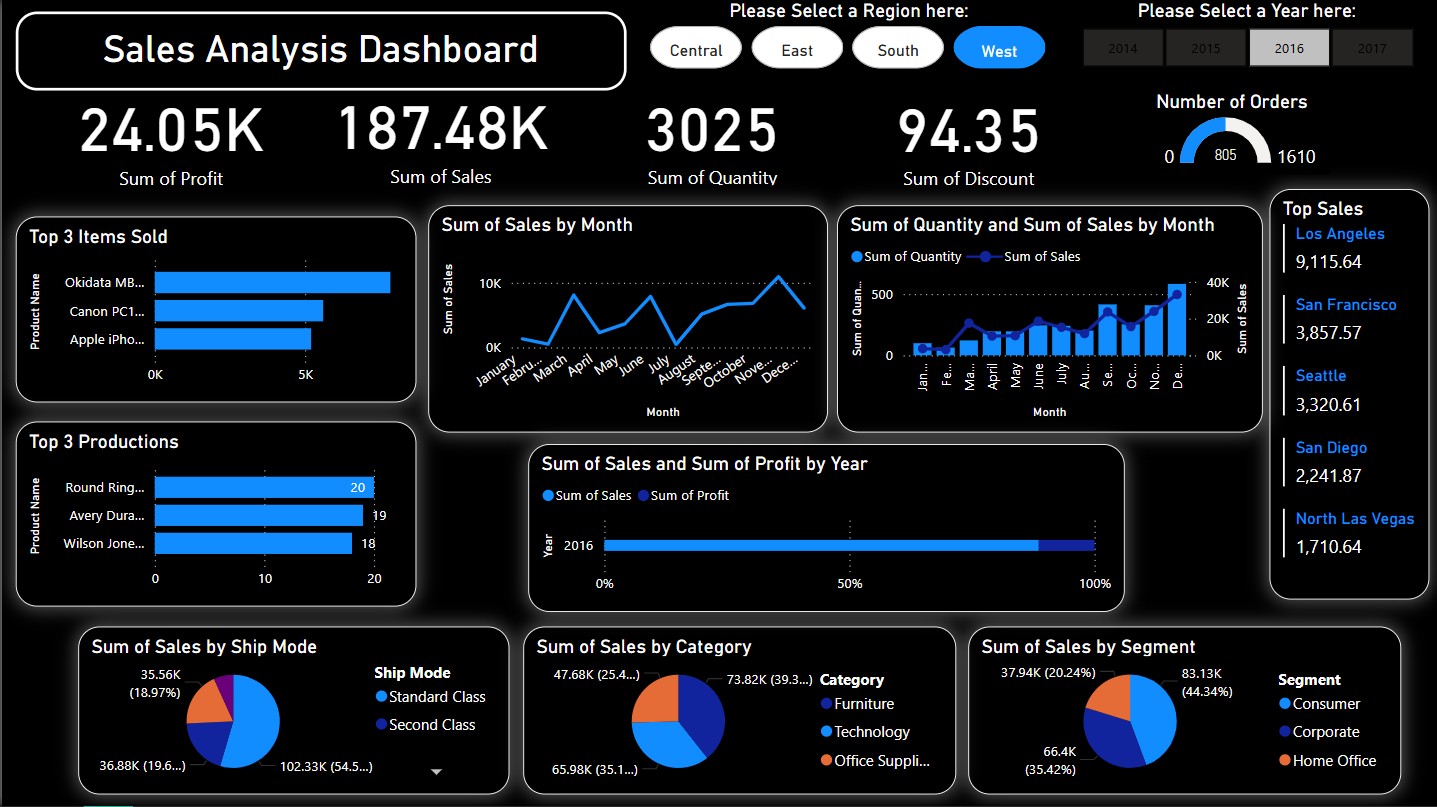 Sales Analysis Dashboard
Please Select a Region here:
Central
East
South
West
Please Select a Year here:
2014
2015
2016
2017
24.05K
Sum of Profit
187.48K
Sum of Sales
3025
Sum of Quantity
94.35
Sum of Discount
Number of Orders
0
805
1610
Top 3 Items Sold
Product Name
Okidata MB...
Canon PC1...
Apple iPho...
0K
5K
Sum of Sales by Month
Sum of Sales
10K
0K
January
Febru...
March
April
May
June
July
August
Septe...
October
Nove...
Dece...
Month
Sum of Quantity and Sum of Sales by Month
Sum of Quantity
Sum of Sales
Sum of Quan...
500
0
40K
20K
0K
Sum of Sales
Jan...
Fe...
Ma...
April
May
June
July
Au...
Se...
Oc...
No...
De...
Month
Top Sales
Los Angeles
9,115.64
San Francisco
3,857.57
Seattle
3,320.61
San Diego
2,241.87
North Las Vegas
1,710.64
Top 3 Productions
Product Name
Round Ring...
Avery Dura...
Wilson Jone...
20
19
18
0
10
20
Sum of Sales and Sum of Profit by Year
Sum of Sales
Sum of Profit
Year
2016
0%
50%
100%
Sum of Sales by Ship Mode
35.56K
(18.97%)
36.88K (19.6...)
102.33K (54.5...)
Ship Mode
Standard Class
Second Class
Sum of Sales by Category
47.68K (25.4...)
73.82K (39.3...)
65.98K (35.1...)
Category
Furniture
Technology
Office Suppli...
Sum of Sales by Segment
37.94K (20.24%)
83.13K
(44.34%)
66.4K
(35.42%)
Segment
Consumer
Corporate
Home Office